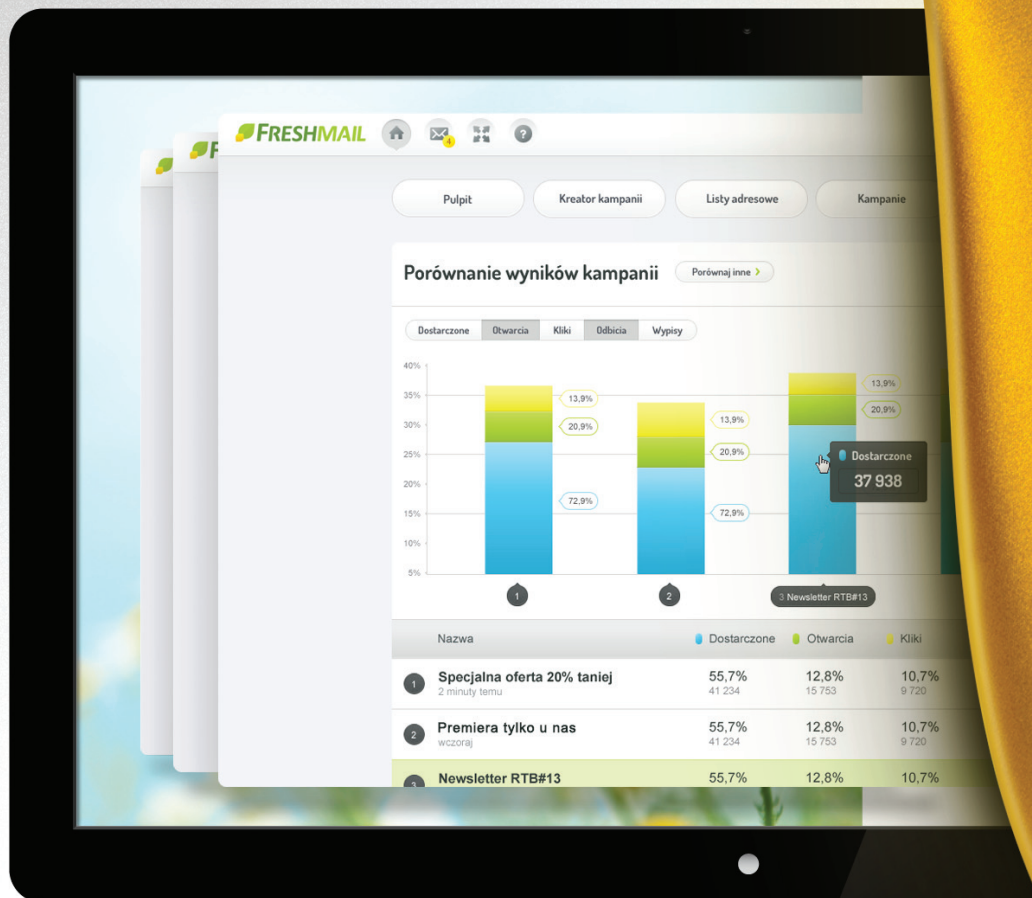 FRESHMAIL
4
?
F
Pulpit
Kreator kampanii
Listy adresowe
Kampanie
Porównanie wyników kampanii
Porównaj inne
Dostarczone Otwarcia Kliki Odbicia Wypisy
40%
35%
30%
25%
20%
15%
10%
5%
13,9%
20,9%
72,9%
13,9%
20,9%
72,9%
13,9%
20,9%
Dostarczone
37 938
1
2
3 Newsletter RTB#13
Nazwa Dostarczone Otwarcia Kliki
1 Specjalna oferta 20% taniej 55,7% 12,8% 10,7%
2 minuty temu 41 234 15 753 9 720
2 Premiera tylko u nas 55,7% 12,8% 10,7%
wczoraj 41 234 15 753 9 720
3 Newsletter RTB#13 55,7% 12,8% 10,7%